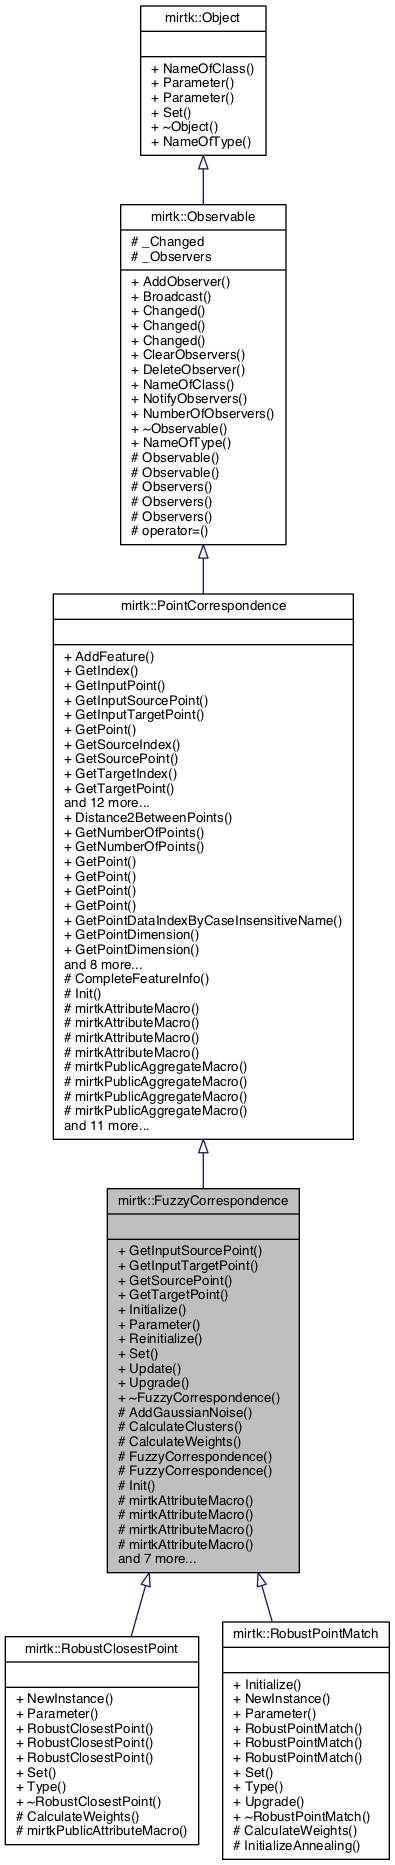 mirtk::Object
+ NameOfClass()
+ Parameter()
+ Parameter()
+ Set()
+ ~Object()
+ NameOfType()
mirtk::Observable
# _Changed
# _Observers
+ AddObserver()
+ Broadcast()
+ Changed()
+ Changed()
+ Changed()
+ ClearObservers()
+ DeleteObserver()
+ NameOfClass()
+ NotifyObservers()
+ NumberOfObservers()
+ ~Observable()
+ NameOfType()
# Observable()
# Observable()
# Observers()
# Observers()
# Observers()
# operator=()
mirtk::PointCorrespondence
+ AddFeature()
+ GetIndex()
+ GetInputPoint()
+ GetInputSourcePoint()
+ GetInputTargetPoint()
+ GetPoint()
+ GetSourceIndex()
+ GetSourcePoint()
+ GetTargetIndex()
+ GetTargetPoint()
and 12 more...
+ Distance2BetweenPoints()
+ GetNumberOfPoints()
+ GetNumberOfPoints()
+ GetPoint()
+ GetPoint()
+ GetPoint()
+ GetPoint()
+ GetPointDataIndexByCaseInsensitiveName()
+ GetPointDimension()
+ GetPointDimension()
and 8 more...
# CompleteFeatureInfo()
# Init()
# mirtkAttributeMacro()
# mirtkAttributeMacro()
# mirtkAttributeMacro()
# mirtkAttributeMacro()
# mirtkPublicAggregateMacro()
# mirtkPublicAggregateMacro()
# mirtkPublicAggregateMacro()
# mirtkPublicAggregateMacro()
and 11 more...
mirtk::FuzzyCorrespondence
+ GetInputSourcePoint()
+ GetInputTargetPoint()
+ GetSourcePoint()
+ GetTargetPoint()
+ Initialize()
+ Parameter()
+ Reinitialize()
+ Set()
+ Update()
+ Upgrade()
+ ~FuzzyCorrespondence()
# AddGaussianNoise()
# CalculateClusters()
# CalculateWeights()
# FuzzyCorrespondence()
# FuzzyCorrespondence()
# Init()
# mirtkAttributeMacro()
# mirtkAttributeMacro()
# mirtkAttributeMacro()
# mirtkAttributeMacro()
and 7 more...
mirtk::RobustClosestPoint
+ NewInstance()
+ Parameter()
+ RobustClosestPoint()
+ RobustClosestPoint()
+ RobustClosestPoint()
+ Set()
+ Type()
+ ~RobustClosestPoint()
# CalculateWeights()
# mirtkPublicAttributeMacro()
mirtk::RobustPointMatch
+ Initialize()
+ NewInstance()
+ Parameter()
+ RobustPointMatch()
+ RobustPointMatch()
+ RobustPointMatch()
+ Set()
+ Type()
+ Upgrade()
+ ~RobustPointMatch()
# CalculateWeights()
# InitializeAnnealing()